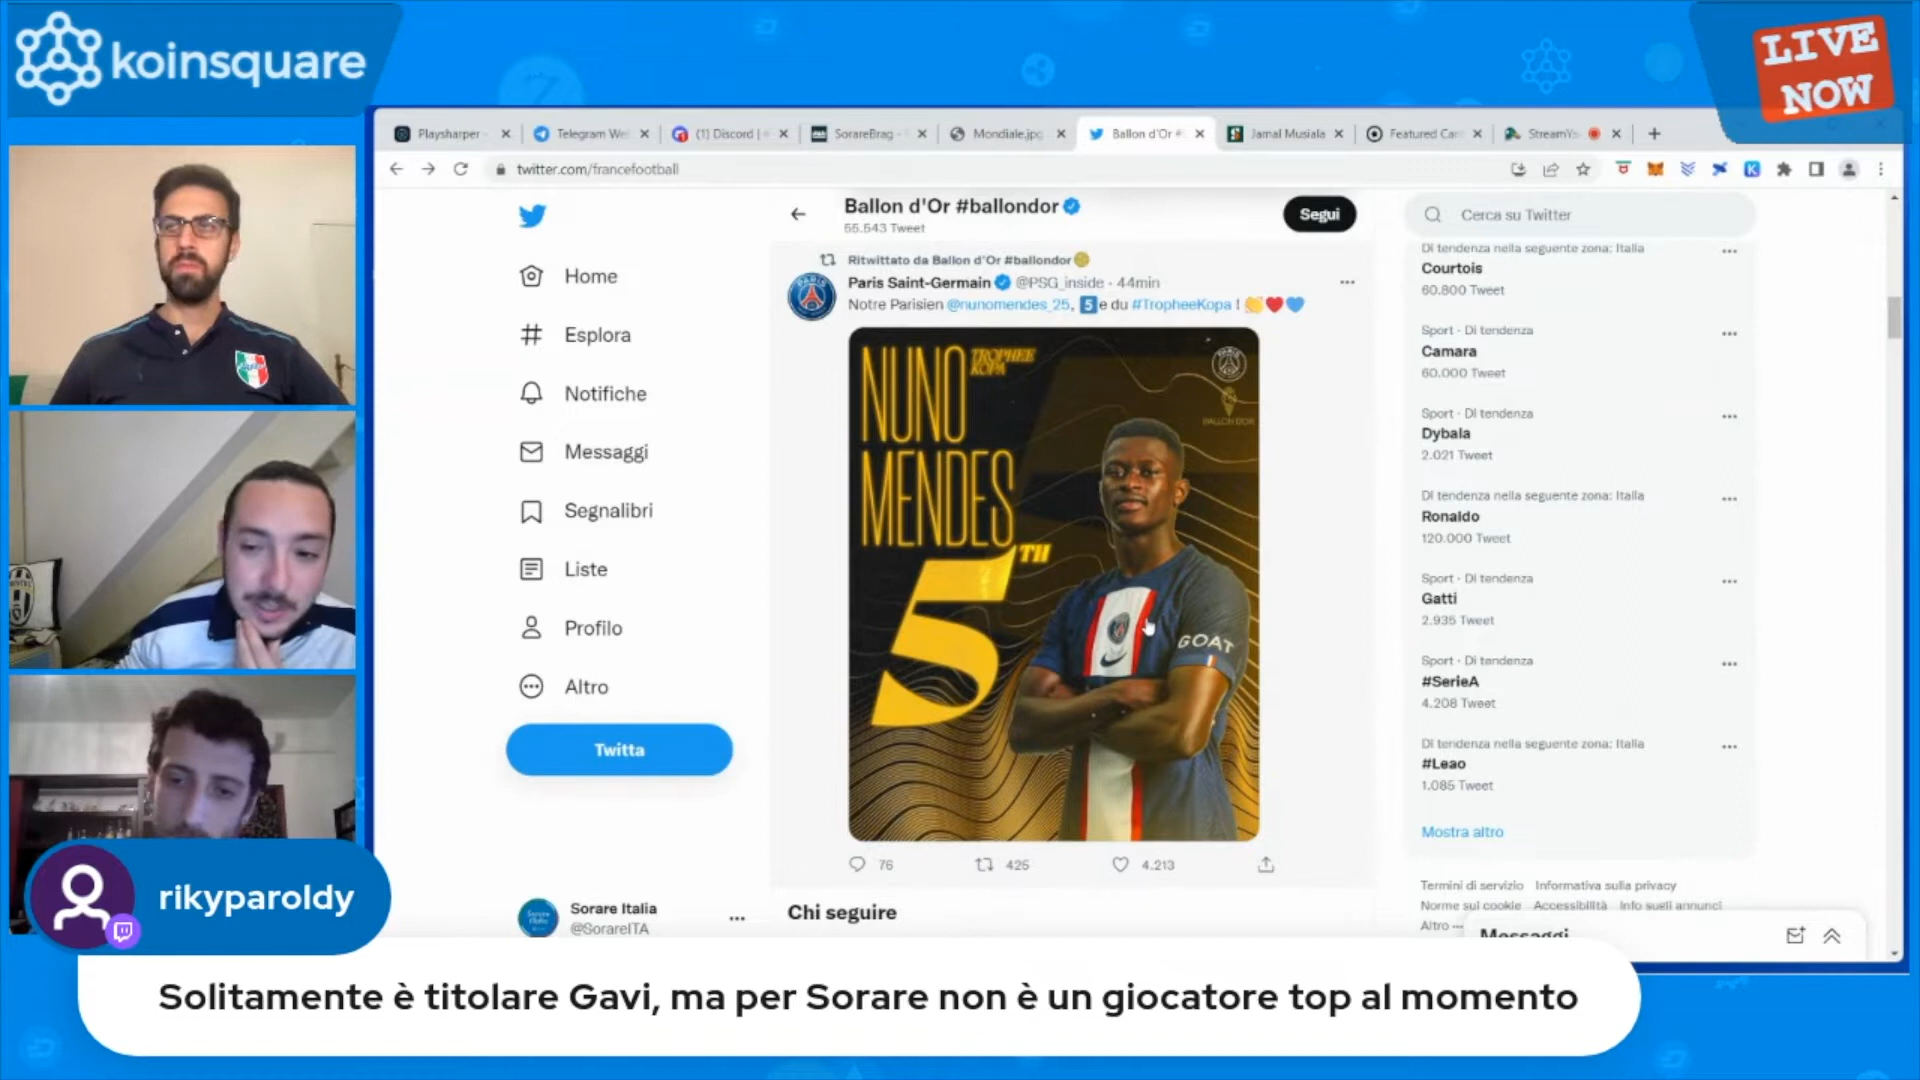 koinsquare
LIVE
NOW
Playsharper
Telegram We
(1) Discord |
SorareBrag -
Mondiale.jpg
Ballon d'Or #
Jamal Musiala
Featured Car
StreamYa
twitter.com/francefootball
Ballon d'Or #ballondor
55.543 Tweet
Segui
Cerca su Twitter
Home
Esplora
Notifiche
Messaggi
Segnalibri
Liste
Profilo
Altro
Twitta
Sorare Italia
@SorareITA
Ritwittato da Ballon d'Or #ballondor
Paris Saint-Germain @PSG_inside · 44min
Notre Parisien @nunomendes_25, 5e du #TropheeKopa !
NUNO
TROPHEE
KOPA
MENDES
5TH
BALLON D'OR
GOAT
76
425
4.213
Chi seguire
Di tendenza nella seguente zona: Italia
Courtois
60.800 Tweet
Sport · Di tendenza
Camara
60.000 Tweet
Sport · Di tendenza
Dybala
2.021 Tweet
Di tendenza nella seguente zona: Italia
Ronaldo
120.000 Tweet
Sport · Di tendenza
Gatti
2.935 Tweet
Sport · Di tendenza
#SerieA
4.208 Tweet
Di tendenza nella seguente zona: Italia
#Leao
1.085 Tweet
Mostra altro
Termini di servizio Informativa sulla privacy
Norme sui cookie Accessibilità Info sugli annunci
Altro ···
Messaggi
rikyparoldy
Solitamente è titolare Gavi, ma per Sorare non è un giocatore top al momento